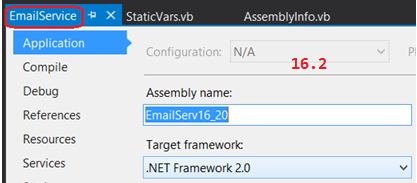 EmailService StaticVars.vb AssemblyInfo.vb
Application
Configuration: N/A
16.2
Compile
Debug
Assembly name:
References
EmailServ16_20
Resources
Target framework:
Services
.NET Framework 2.0